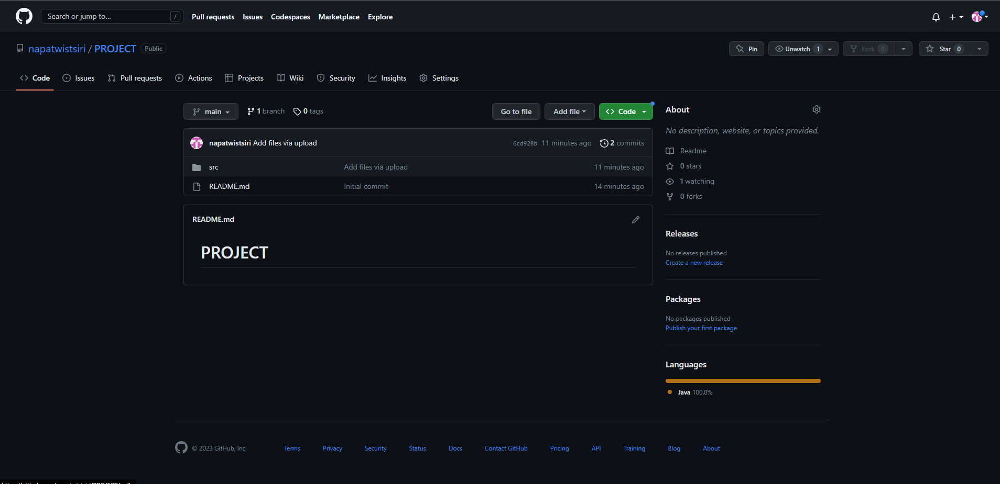 Search or jump to... /
Pull requests Issues Codespaces Marketplace Explore
napatwistsiri / PROJECT Public
Pin Unwatch 1 Fork 0 Star 0
Code Issues Pull requests Actions Projects Wiki Security Insights Settings
main 1 branch 0 tags Go to file Add file Code
napatwistsiri Add files via upload 6cd928b 11 minutes ago 2 commits
src Add files via upload 11 minutes ago
README.md Initial commit 14 minutes ago
README.md
PROJECT
About
No description, website, or topics provided.
Readme
0 stars
1 watching
0 forks
Releases
No releases published
Create a new release
Packages
No packages published
Publish your first package
Languages
Java 100.0%
© 2023 GitHub, Inc. Terms Privacy Security Status Docs Contact GitHub Pricing API Training Blog About